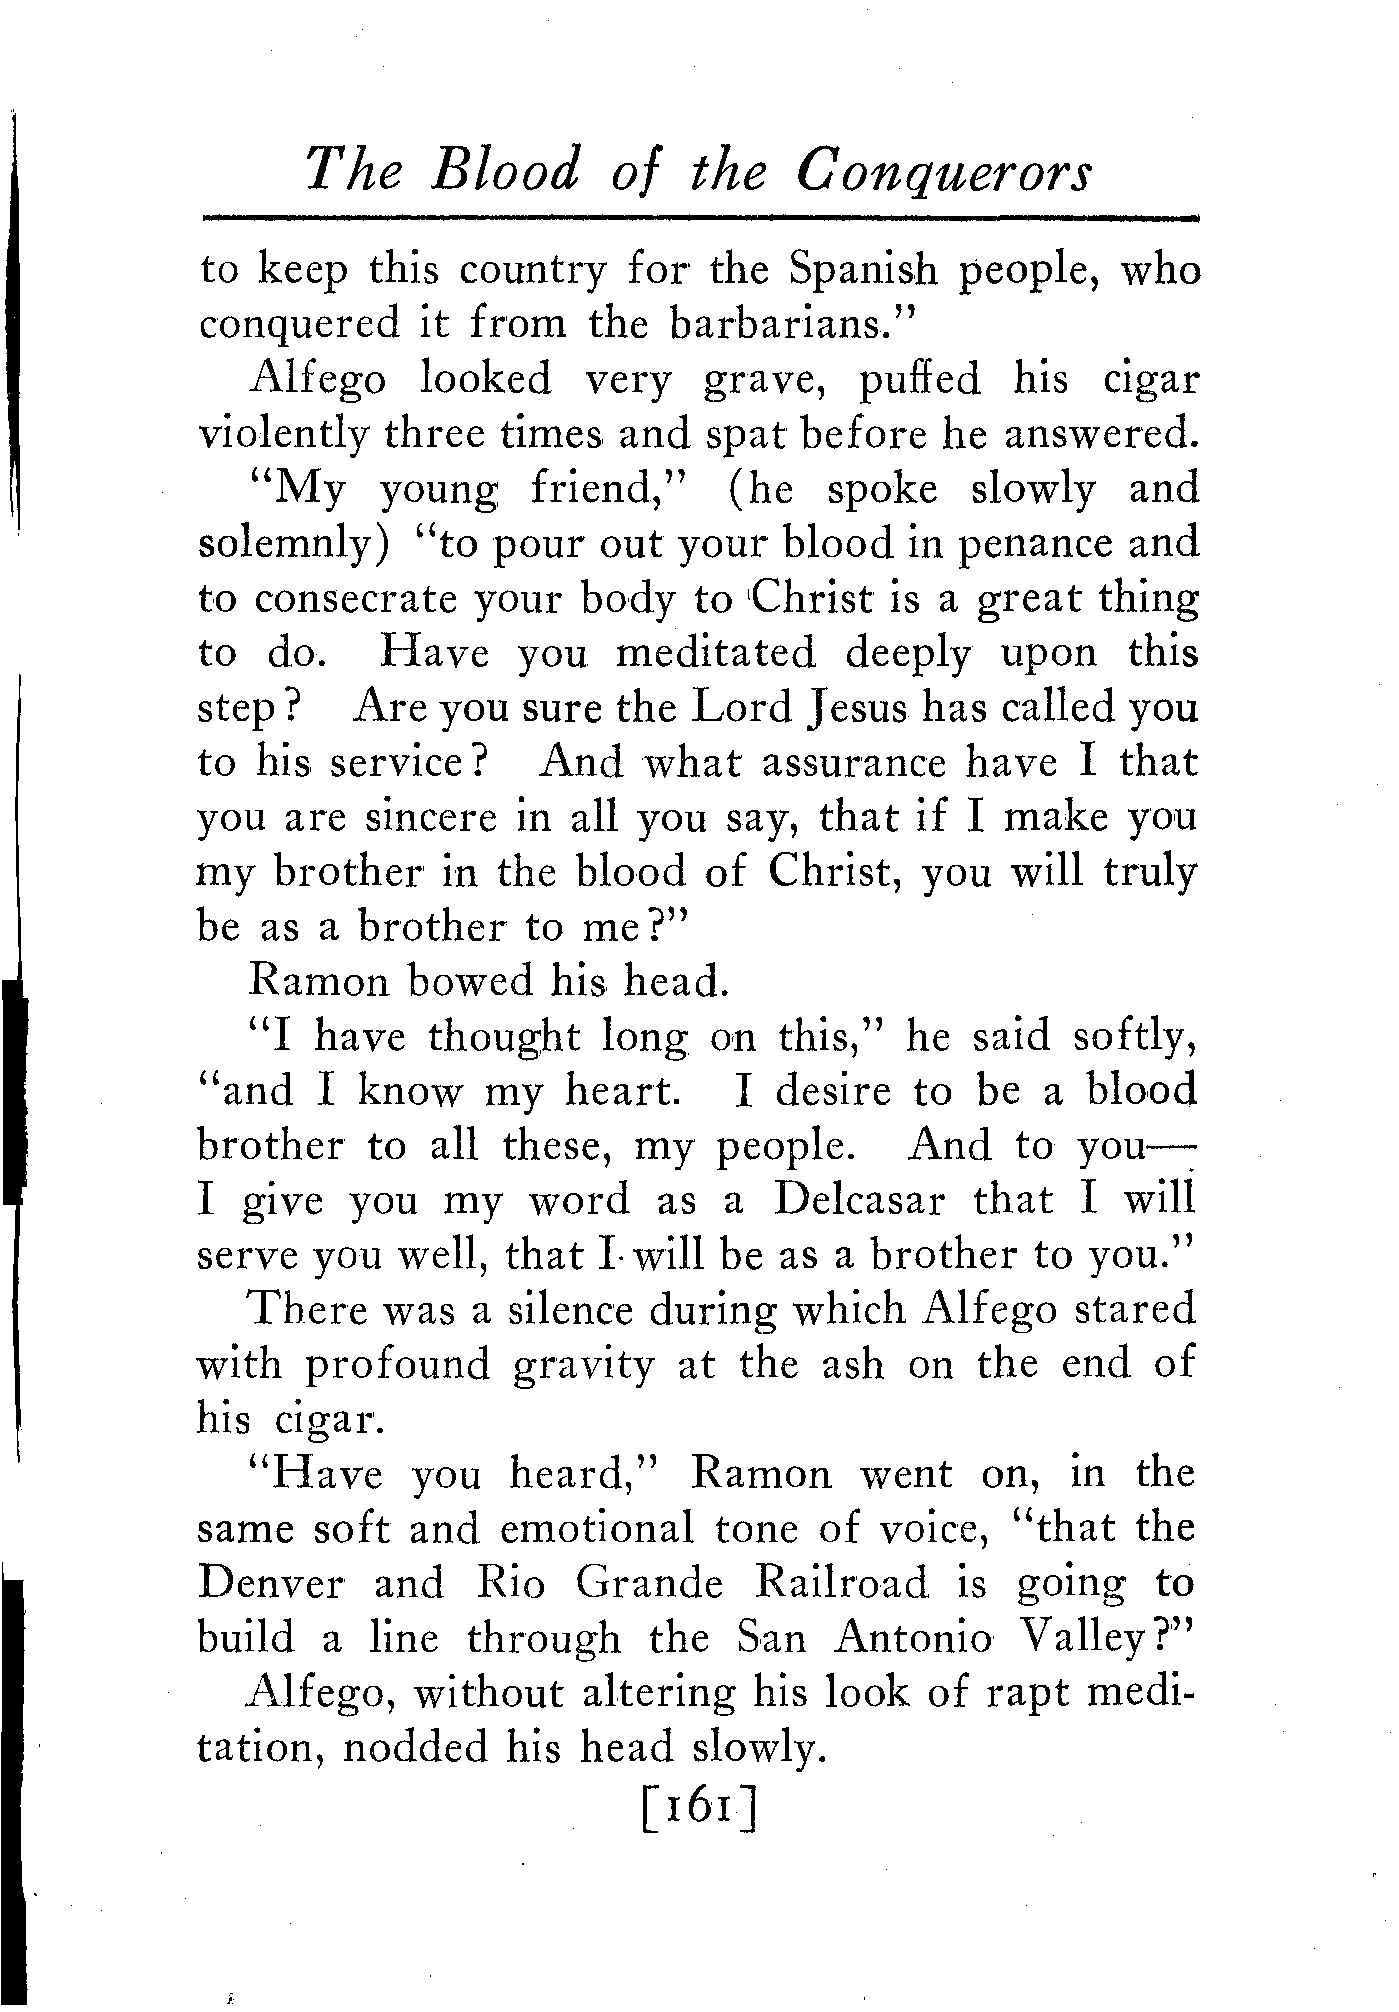 The Blood of the Conquerors
to keep this country for the Spanish people, who
conquered it from the barbarians."
Alfego looked very grave, puffed his cigar
violently three times and spat before he answered.
"My young friend," (he spoke slowly and
solemnly) "to pour out your blood in penance and
to consecrate your body to Christ is a great thing
to do. Have you meditated deeply upon this
step? Are you sure the Lord Jesus has called you
to his service? And what assurance have I that
you are sincere in all you say, that if I make you
my brother in the blood of Christ, you will truly
be as a brother to me?"
Ramon bowed his head.
"I have thought long on this," he said softly,
"and I know my heart. I desire to be a blood
brother to all these, my people. And to you—
I give you my word as a Delcasar that I will
serve you well, that I will be as a brother to you."
There was a silence during which Alfego stared
with profound gravity at the ash on the end of
his cigar.
"Have you heard," Ramon went on, in the
same soft and emotional tone of voice, "that the
Denver and Rio Grande Railroad is going to
build a line through the San Antonio Valley?"
Alfego, without altering his look of rapt medi-
tation, nodded his head slowly.
[161]